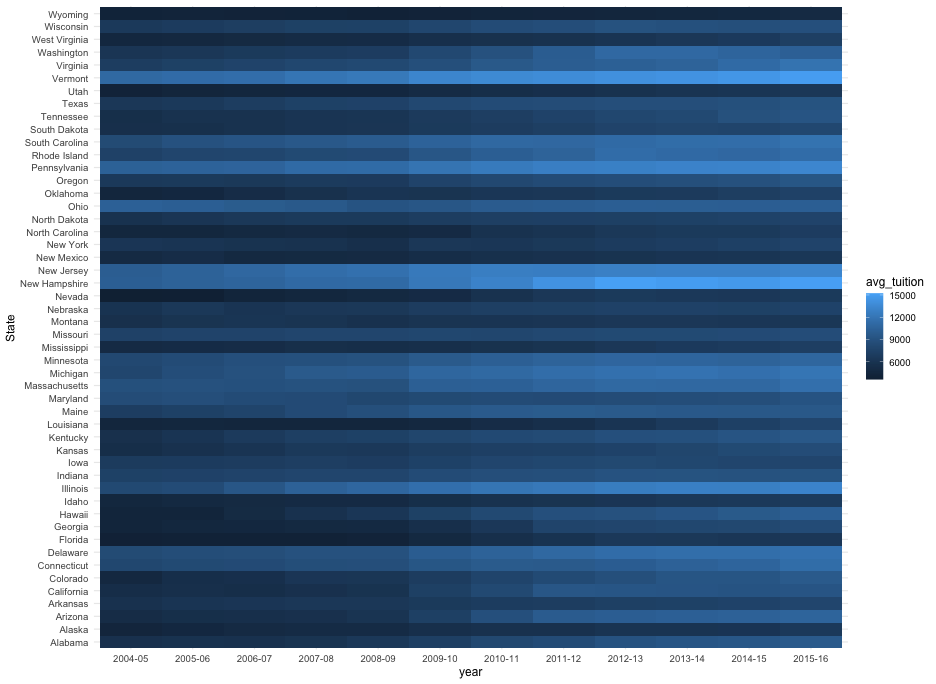 Wyoming
Wisconsin
West Virginia
Washington
Virginia
Vermont
Utah
Texas
Tennessee
South Dakota
South Carolina
Rhode Island
Pennsylvania
Oregon
Oklahoma
Ohio
North Dakota
North Carolina
New York
New Mexico
New Jersey
New Hampshire
Nevada
Nebraska
Montana
Missouri
Mississippi
Minnesota
Michigan
Massachusetts
Maryland
Maine
Louisiana
Kentucky
Kansas
Iowa
Indiana
Illinois
Idaho
Hawaii
Georgia
Florida
Delaware
Connecticut
Colorado
California
Arkansas
Arizona
Alaska
Alabama
State
2004-05 2005-06 2006-07 2007-08 2008-09 2009-10 2010-11 2011-12 2012-13 2013-14 2014-15 2015-16
year
avg_tuition
15000
12000
9000
6000